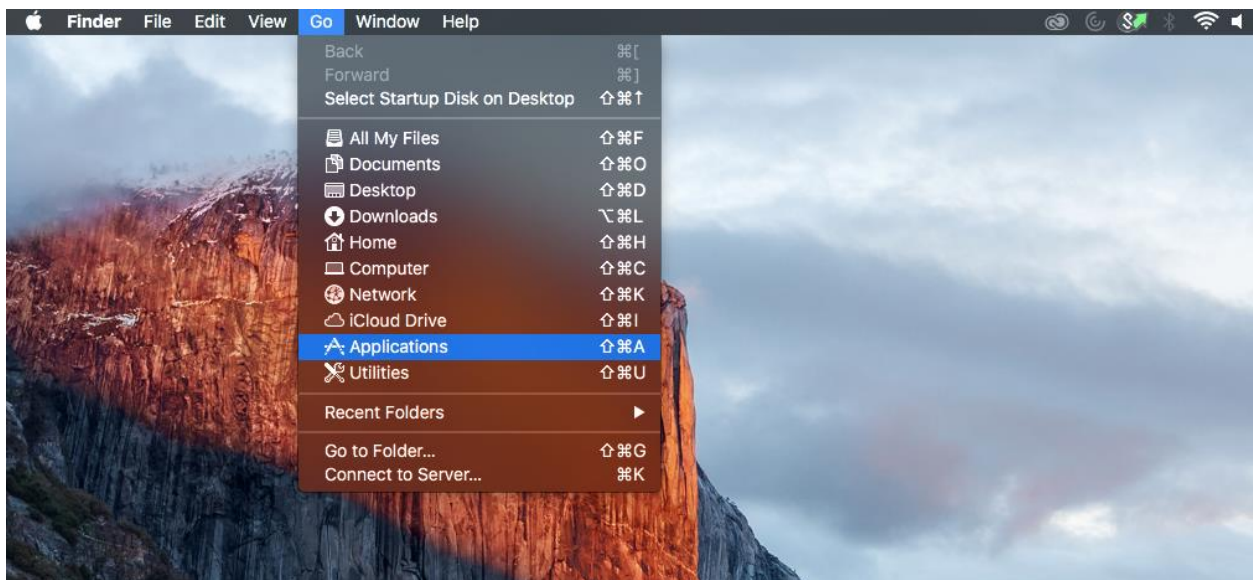 Finder File Edit View Go Window Help
Back ⌘[
Forward ⌘]
Select Startup Disk on Desktop ⇧⌘↑
All My Files ⇧⌘F
Documents ⇧⌘O
Desktop ⇧⌘D
Downloads ⌥⌘L
Home ⇧⌘H
Computer ⇧⌘C
Network ⇧⌘K
iCloud Drive ⇧⌘I
Applications ⇧⌘A
Utilities ⇧⌘U
Recent Folders ▶
Go to Folder... ⇧⌘G
Connect to Server... ⌘K